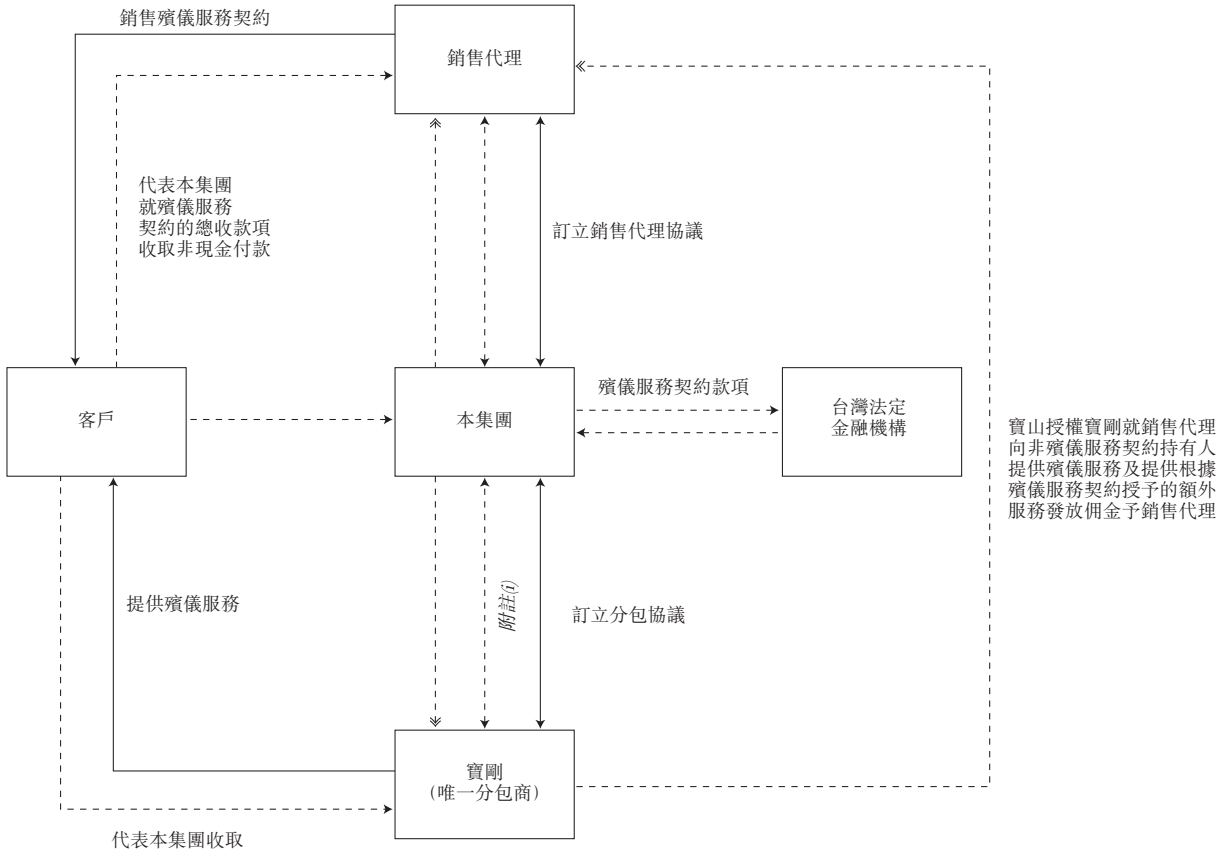 銷售殯儀服務契約
銷售代理
代表本集團
就殯儀服務
契約的總收款項
收取非現金付款
訂立銷售代理協議
客戶
本集團
殯儀服務契約款項
台灣法定
金融機構
寶山授權寶剛就銷售代理
向非殯儀服務契約持有人
提供殯儀服務及提供根據
殯儀服務契約授予的額外
服務發放佣金予銷售代理
提供殯儀服務
附註(i)
訂立分包協議
寶剛
(唯一分包商)
代表本集團收取